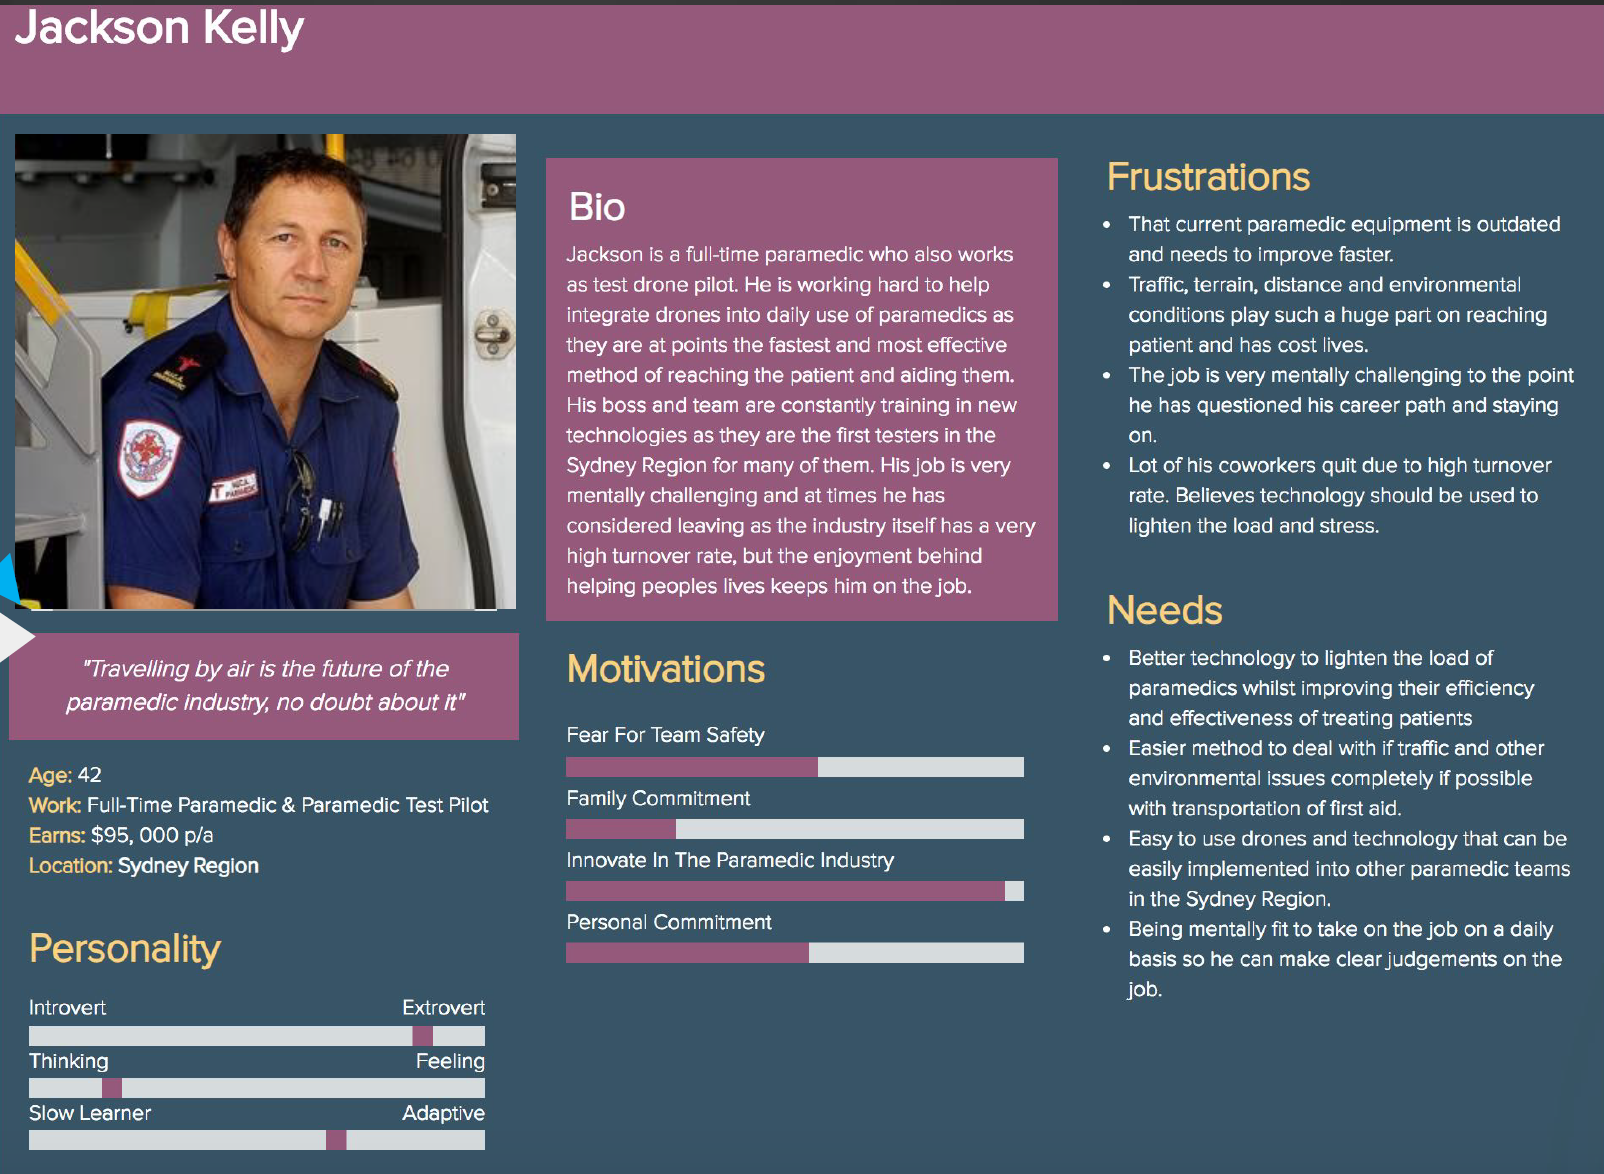 Jackson Kelly
"Travelling by air is the future of the
paramedic industry, no doubt about it"
Age: 42
Work: Full-Time Paramedic & Paramedic Test Pilot
Earns: $95, 000 p/a
Location: Sydney Region
Personality
Introvert Extrovert
Thinking Feeling
Slow Learner Adaptive
Bio
Jackson is a full-time paramedic who also works
as test drone pilot. He is working hard to help
integrate drones into daily use of paramedics as
they are at points the fastest and most effective
method of reaching the patient and aiding them.
His boss and team are constantly training in new
technologies as they are the first testers in the
Sydney Region for many of them. His job is very
mentally challenging and at times he has
considered leaving as the industry itself has a very
high turnover rate, but the enjoyment behind
helping peoples lives keeps him on the job.
Motivations
Fear For Team Safety
Family Commitment
Innovate In The Paramedic Industry
Personal Commitment
Frustrations
• That current paramedic equipment is outdated
and needs to improve faster.
• Traffic, terrain, distance and environmental
conditions play such a huge part on reaching
patient and has cost lives.
• The job is very mentally challenging to the point
he has questioned his career path and staying
on.
• Lot of his coworkers quit due to high turnover
rate. Believes technology should be used to
lighten the load and stress.
Needs
• Better technology to lighten the load of
paramedics whilst improving their efficiency
and effectiveness of treating patients
• Easier method to deal with if traffic and other
environmental issues completely if possible
with transportation of first aid.
• Easy to use drones and technology that can be
easily implemented into other paramedic teams
in the Sydney Region.
• Being mentally fit to take on the job on a daily
basis so he can make clear judgements on the
job.